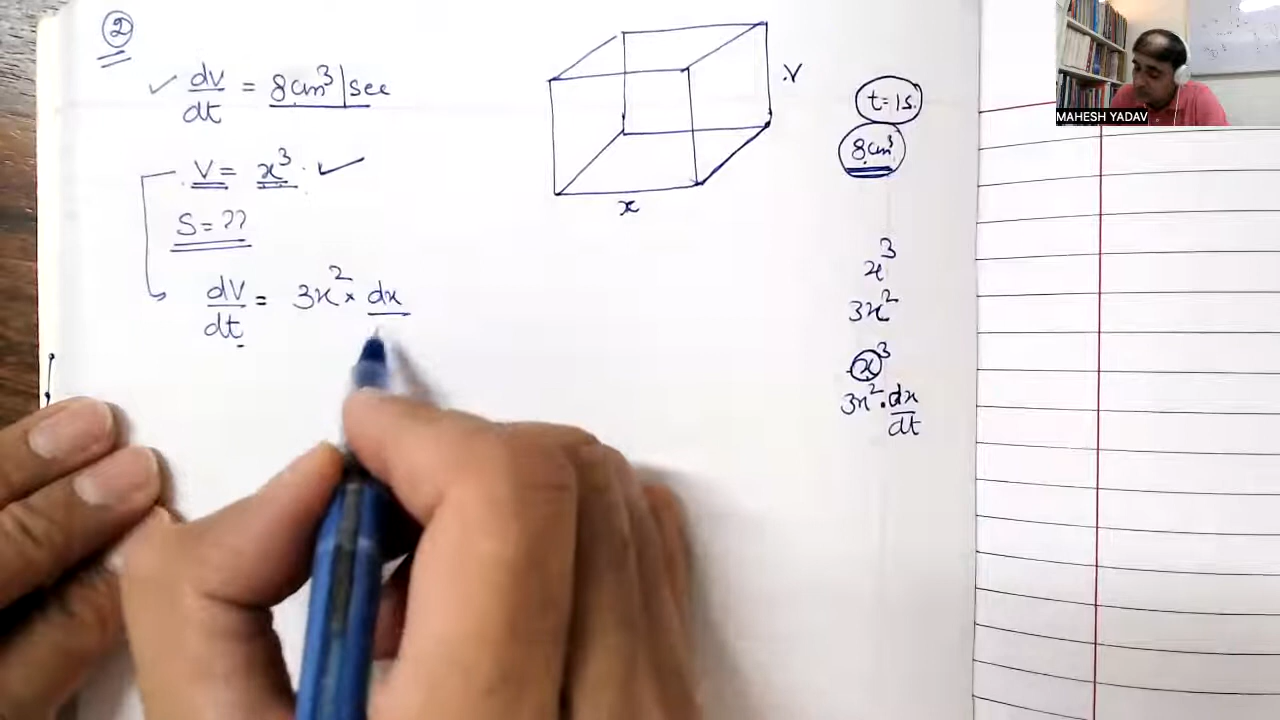 ②
✓ dv/dt = 8cm³/sec
V = x³ ✓
S = ??
dV/dt = 3x² × dx
x
.V
t=1s.
8cm³
x³
3x²
x³
3x² . dx/dt
MAHESH YADAV